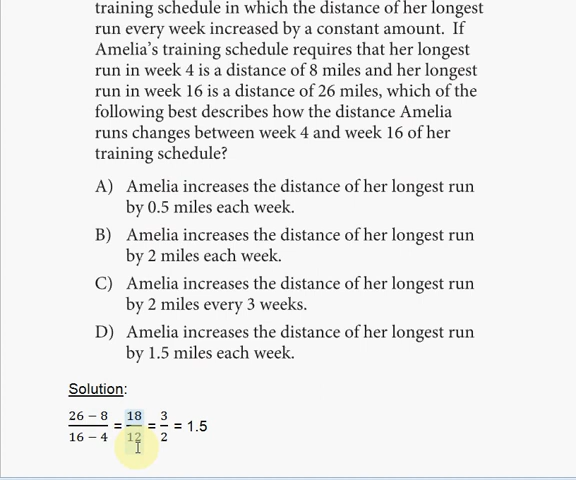 training schedule in which the distance of her longest
run every week increased by a constant amount. If
Amelia's training schedule requires that her longest
run in week 4 is a distance of 8 miles and her longest
run in week 16 is a distance of 26 miles, which of the
following best describes how the distance Amelia
runs changes between week 4 and week 16 of her
training schedule?
A) Amelia increases the distance of her longest run
by 0.5 miles each week.
B) Amelia increases the distance of her longest run
by 2 miles each week.
C) Amelia increases the distance of her longest run
by 2 miles every 3 weeks.
D) Amelia increases the distance of her longest run
by 1.5 miles each week.
Solution:
26 − 8 / 16 − 4 = 18 / 12 = 3 / 2 = 1.5